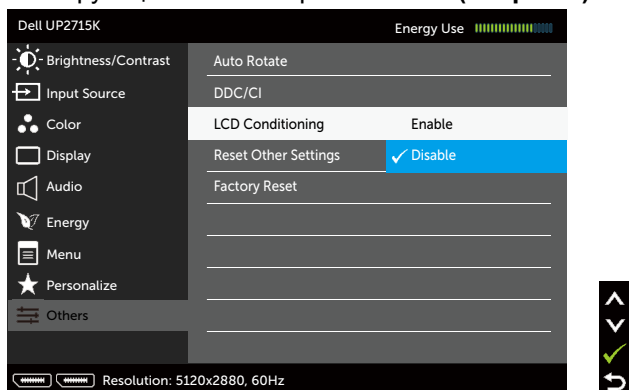 Dell UP2715K Energy Use
Brightness/Contrast Auto Rotate
Input Source DDC/CI
Color LCD Conditioning Enable
Display Reset Other Settings ✓ Disable
Audio Factory Reset
Energy
Menu
Personalize
Others
Resolution: 5120x2880, 60Hz